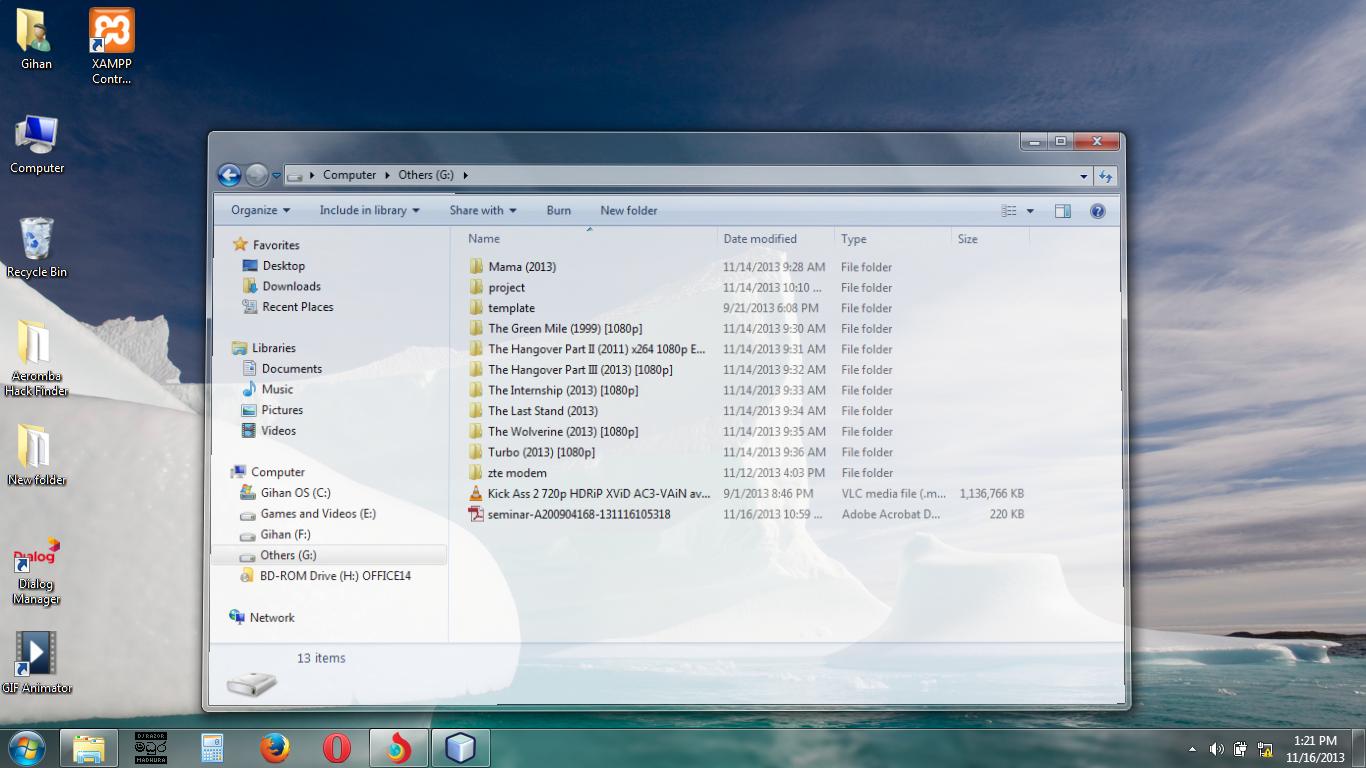 Gihan
XAMPP
Contr...
Computer
Recycle Bin
Aeromba
Hack Finder
New folder
Dialog
Dialog
Manager
GIF Animator
Computer Others (G:)
Organize Include in library Share with Burn New folder
Name Date modified Type Size
Favorites
Desktop
Downloads
Recent Places
Libraries
Documents
Music
Pictures
Videos
Computer
Gihan OS (C:)
Games and Videos (E:)
Gihan (F:)
Others (G:)
BD-ROM Drive (H:) OFFICE14
Network
Mama (2013) 11/14/2013 9:28 AM File folder
project 11/14/2013 10:10 ... File folder
template 9/21/2013 6:08 PM File folder
The Green Mile (1999) [1080p] 11/14/2013 9:30 AM File folder
The Hangover Part II (2011) x264 1080p E... 11/14/2013 9:31 AM File folder
The Hangover Part III (2013) [1080p] 11/14/2013 9:32 AM File folder
The Internship (2013) [1080p] 11/14/2013 9:33 AM File folder
The Last Stand (2013) 11/14/2013 9:34 AM File folder
The Wolverine (2013) [1080p] 11/14/2013 9:35 AM File folder
Turbo (2013) [1080p] 11/14/2013 9:36 AM File folder
zte modem 11/12/2013 4:03 PM File folder
Kick Ass 2 720p HDRiP XViD AC3-VAiN av... 9/1/2013 8:46 PM VLC media file (.m... 1,136,766 KB
seminar-A200904168-131116105318 11/16/2013 10:59 ... Adobe Acrobat D... 220 KB
13 items
DJ RAZOR
MADHURA
1:21 PM
11/16/2013